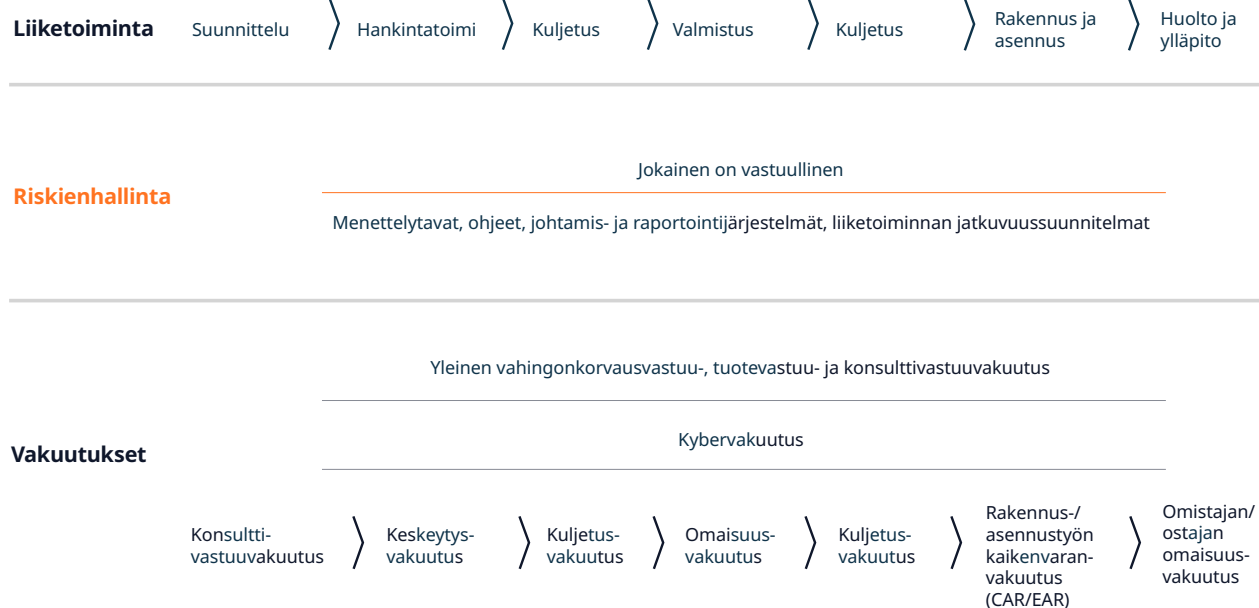 Liiketoiminta
Suunnittelu
Hankintatoimi
Kuljetus
Valmistus
Kuljetus
Rakennus ja
asennus
Huolto ja
ylläpito
Riskienhallinta
Jokainen on vastuullinen
Menettelytavat, ohjeet, johtamis- ja raportointijärjestelmät, liiketoiminnan jatkuvuussuunnitelmat
Vakuutukset
Yleinen vahingonkorvausvastuu-, tuotevastuu- ja konsulttivastuuvakuutus
Kybervakuutus
Konsultti-
vastuuvakuutus
Keskeytys-
vakuutus
Kuljetus-
vakuutus
Omaisuus-
vakuutus
Kuljetus-
vakuutus
Rakennus-/
asennustyön
kaikenvaran-
vakuutus
(CAR/EAR)
Omistajan/
ostajan
omaisuus-
vakuutus